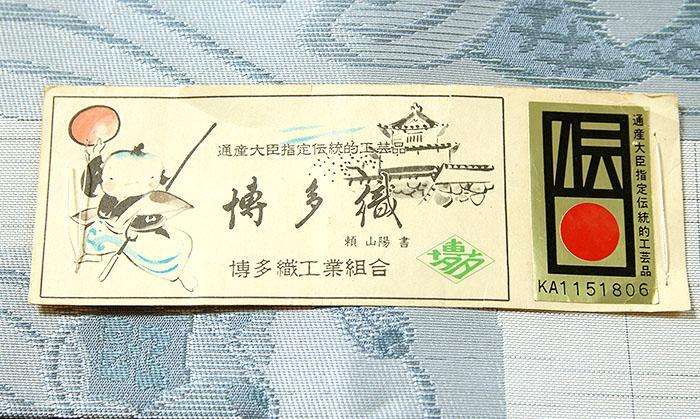 通産大臣指定伝統的工芸品
博多織
頼山陽書
博多織工業組合
博多
伝
通産大臣指定伝統的工芸品
KA1151806